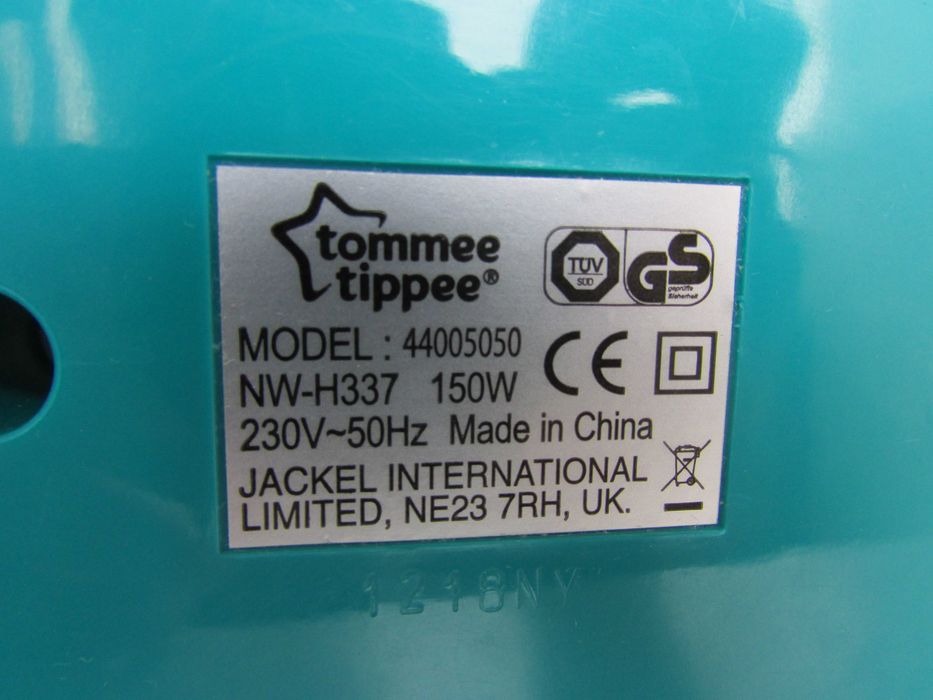 tommee
tippee®
TÜV
SÜD
GS
geprüfte
Sicherheit
MODEL : 44005050
NW-H337 150W
CE
230V~50Hz Made in China
JACKEL INTERNATIONAL
LIMITED, NE23 7RH, UK.
1218NY